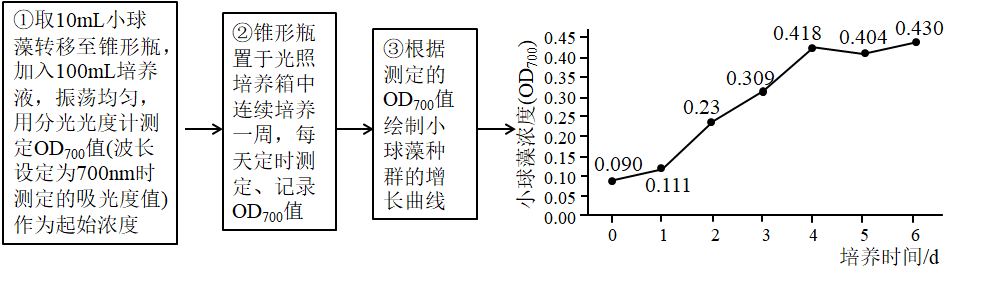 ①取10mL小球
藻转移至锥形瓶，
加入100mL培养
液，振荡均匀，
用分光光度计测
定OD700值(波长
设定为700nm时
测定的吸光度值)
作为起始浓度
②锥形瓶
置于光照
培养箱中
连续培养
一周，每
天定时测
定、记录
OD700值
③根据
测定的
OD700值
绘制小
球藻种
群的增
长曲线
小球藻浓度(OD700)
0.45
0.40
0.35
0.30
0.25
0.20
0.15
0.10
0.05
0.00
0.090
0.111
0.23
0.309
0.418
0.404
0.430
0 1 2 3 4 5 6
培养时间/d